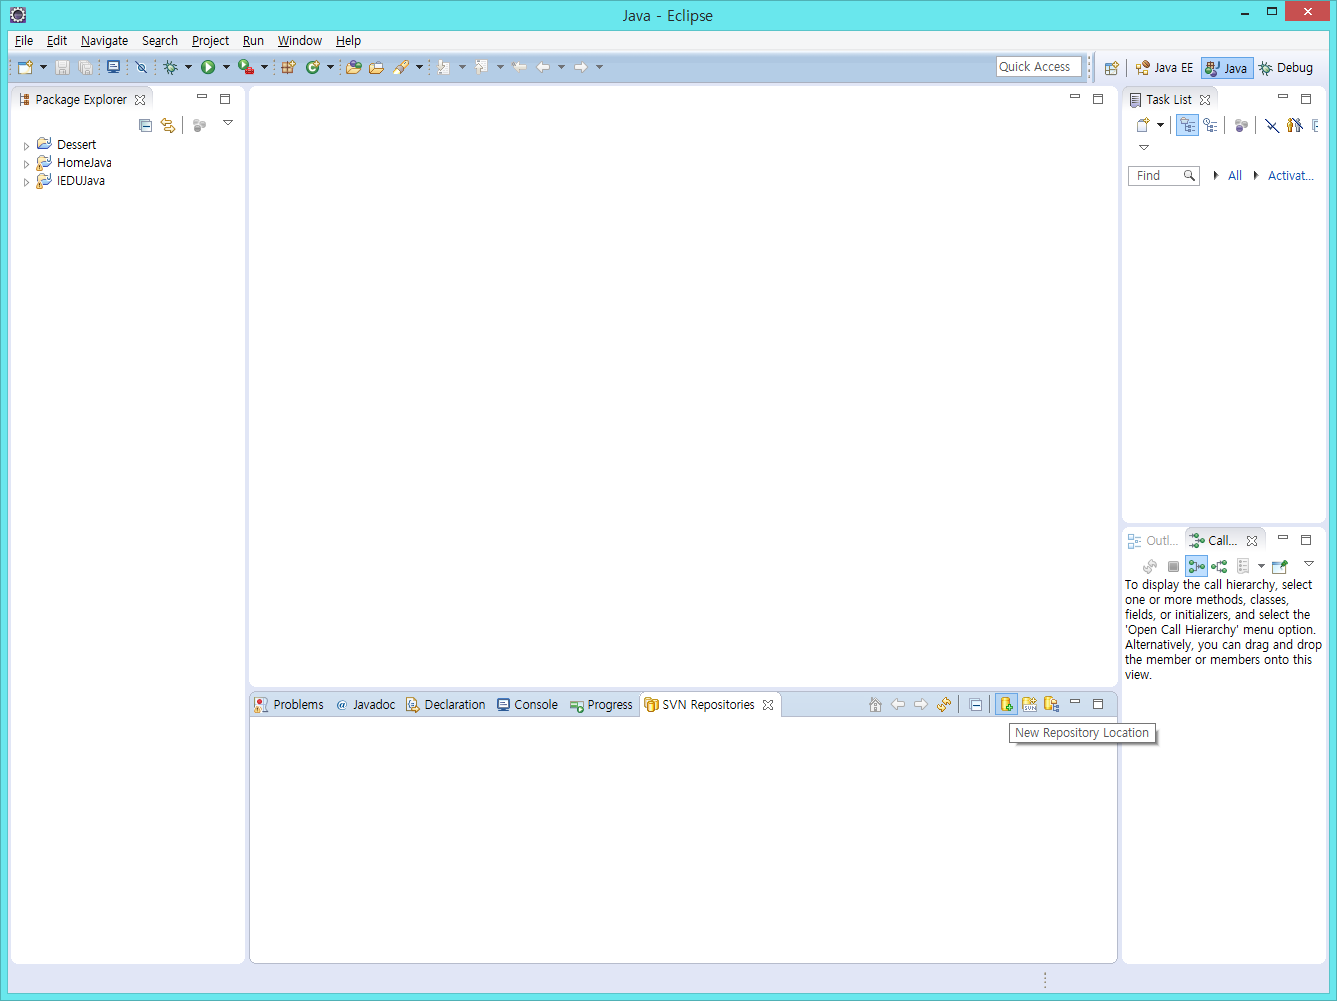 Java - Eclipse
File Edit Navigate Search Project Run Window Help
Quick Access
Java EE
Java
Debug
Package Explorer
Dessert
HomeJava
IEDUJava
Task List
Find
All
Activat...
Outl...
Call...
To display the call hierarchy, select
one or more methods, classes,
fields, or initializers, and select the
'Open Call Hierarchy' menu option.
Alternatively, you can drag and drop
the member or members onto this
view.
Problems @ Javadoc Declaration Console Progress SVN Repositories
SVN
New Repository Location